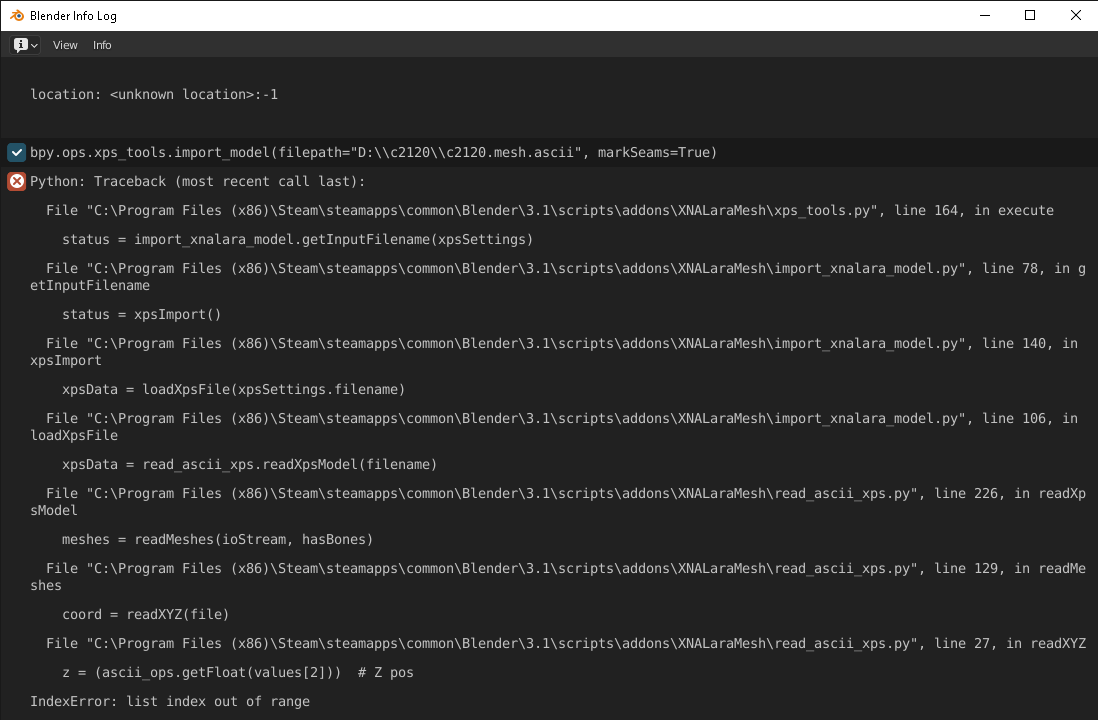 Blender Info Log
View Info
location: <unknown location>:-1
bpy.ops.xps_tools.import_model(filepath="D:\\c2120\\c2120.mesh.ascii", markSeams=True)
Python: Traceback (most recent call last):
File "C:\Program Files (x86)\Steam\steamapps\common\Blender\3.1\scripts\addons\XNALaraMesh\xps_tools.py", line 164, in execute
status = import_xnalara_model.getInputFilename(xpsSettings)
File "C:\Program Files (x86)\Steam\steamapps\common\Blender\3.1\scripts\addons\XNALaraMesh\import_xnalara_model.py", line 78, in g
etInputFilename
status = xpsImport()
File "C:\Program Files (x86)\Steam\steamapps\common\Blender\3.1\scripts\addons\XNALaraMesh\import_xnalara_model.py", line 140, in
xpsImport
xpsData = loadXpsFile(xpsSettings.filename)
File "C:\Program Files (x86)\Steam\steamapps\common\Blender\3.1\scripts\addons\XNALaraMesh\import_xnalara_model.py", line 106, in
loadXpsFile
xpsData = read_ascii_xps.readXpsModel(filename)
File "C:\Program Files (x86)\Steam\steamapps\common\Blender\3.1\scripts\addons\XNALaraMesh\read_ascii_xps.py", line 226, in readXp
sModel
meshes = readMeshes(ioStream, hasBones)
File "C:\Program Files (x86)\Steam\steamapps\common\Blender\3.1\scripts\addons\XNALaraMesh\read_ascii_xps.py", line 129, in readMe
shes
coord = readXYZ(file)
File "C:\Program Files (x86)\Steam\steamapps\common\Blender\3.1\scripts\addons\XNALaraMesh\read_ascii_xps.py", line 27, in readXYZ
z = (ascii_ops.getFloat(values[2]))  # Z pos
IndexError: list index out of range